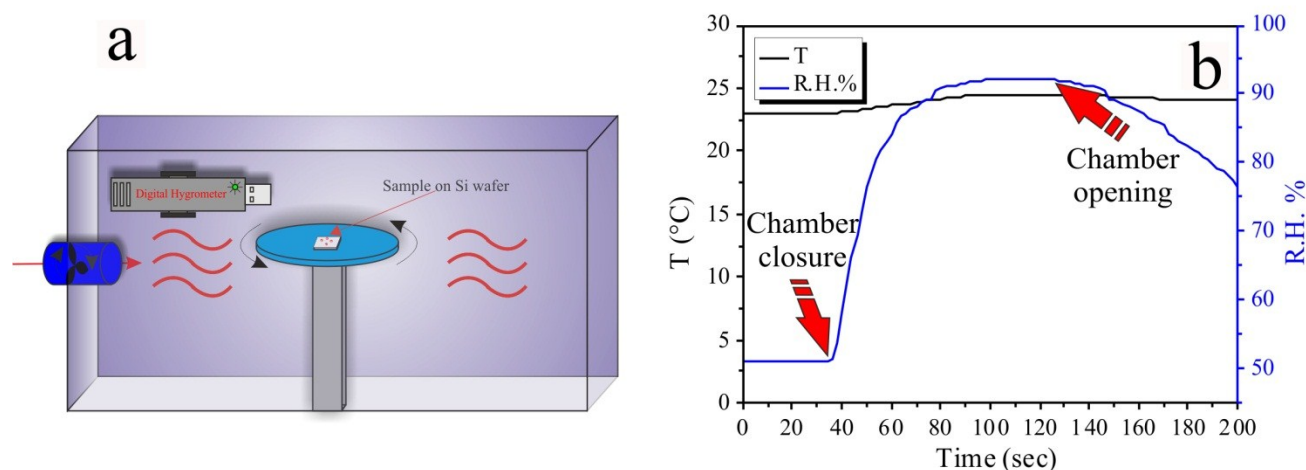 a
Digital Hygrometer
Sample on Si wafer
b
T
R.H.%
Chamber
closure
Chamber
opening
T (°C)
30
25
20
15
10
5
0
R.H. %
100
90
80
70
60
50
0 20 40 60 80 100 120 140 160 180 200
Time (sec)